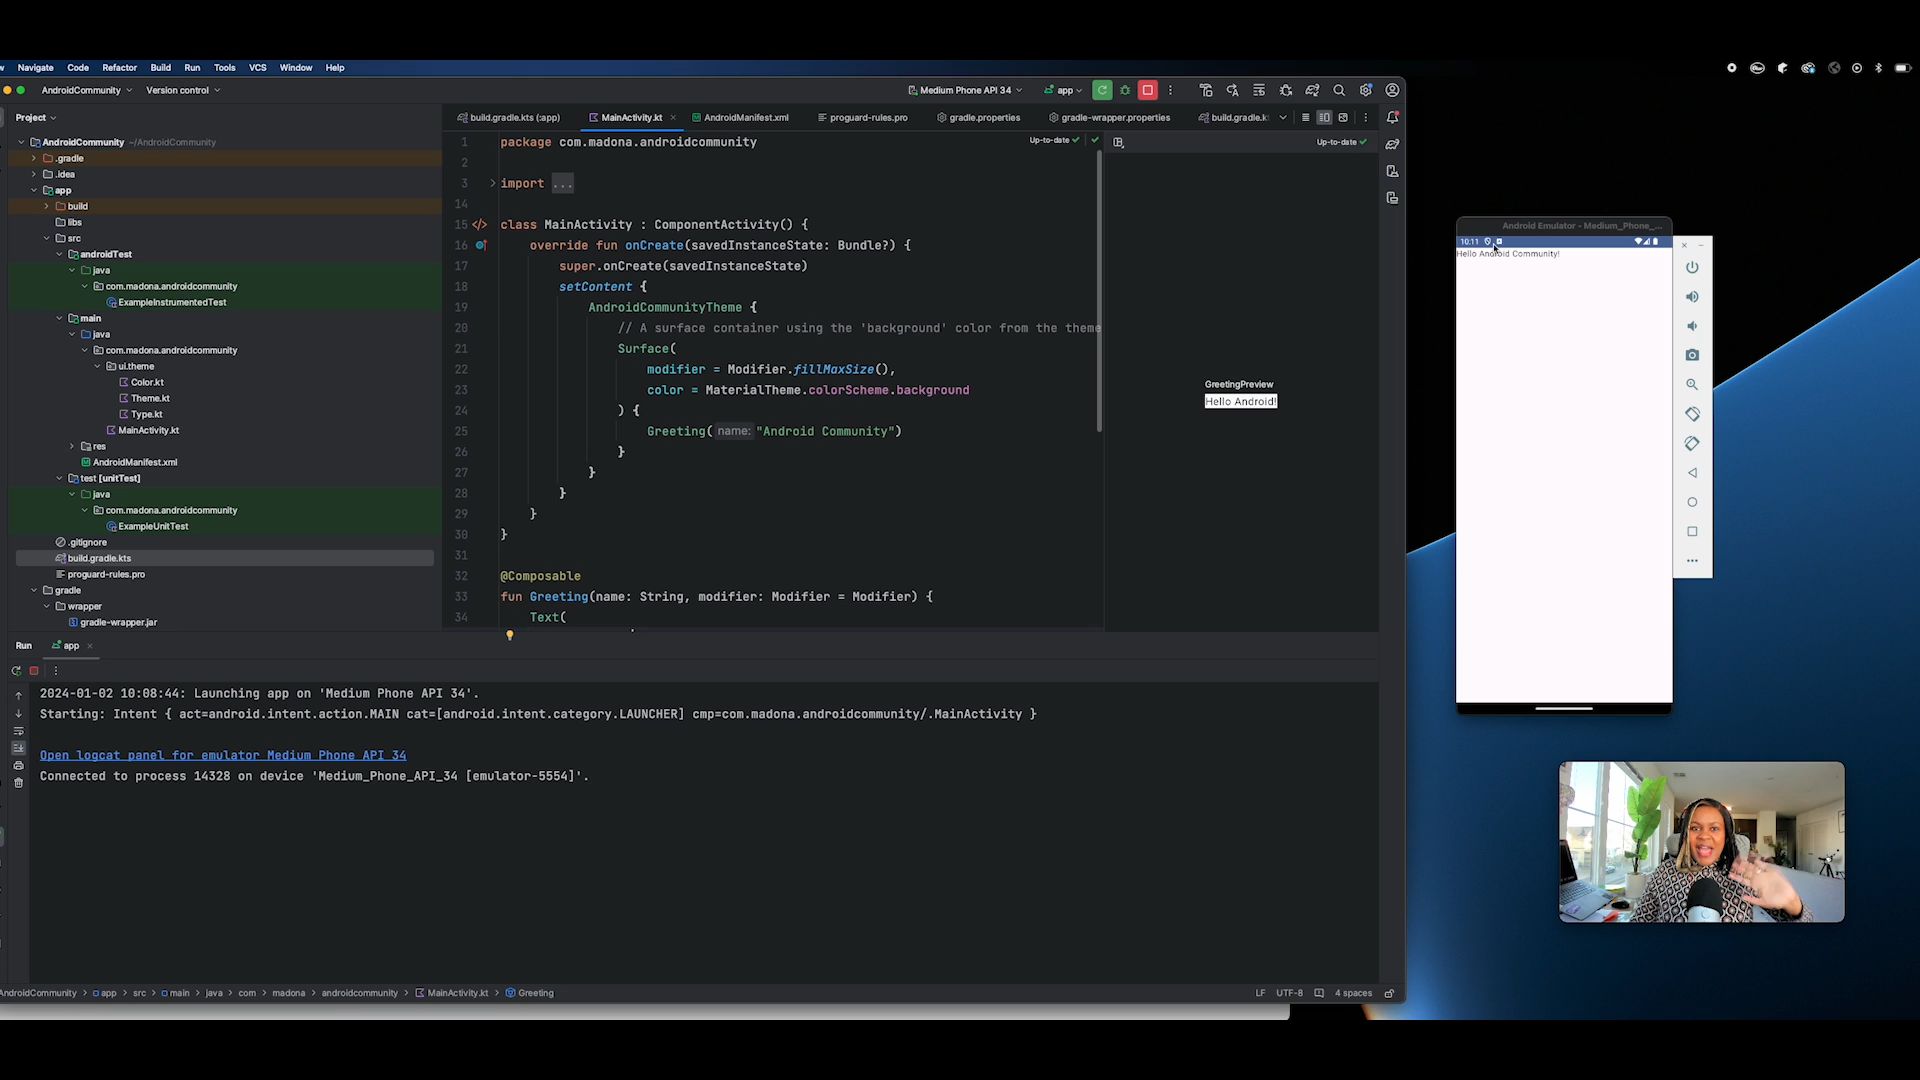 Navigate Code Refactor Build Run Tools VCS Window Help
AndroidCommunity Version control Medium Phone API 34 app
Project
build.gradle.kts (:app) MainActivity.kt AndroidManifest.xml proguard-rules.pro gradle.properties gradle-wrapper.properties build.gradle.k
AndroidCommunity ~/AndroidCommunity
.gradle
.idea
app
build
libs
src
androidTest
java
com.madona.androidcommunity
ExampleInstrumentedTest
main
java
com.madona.androidcommunity
ui.theme
Color.kt
Theme.kt
Type.kt
MainActivity.kt
res
AndroidManifest.xml
test [unitTest]
java
com.madona.androidcommunity
ExampleUnitTest
.gitignore
build.gradle.kts
proguard-rules.pro
gradle
wrapper
gradle-wrapper.jar
1 package com.madona.androidcommunity
2
3 import ...
14
15 class MainActivity : ComponentActivity() {
16 override fun onCreate(savedInstanceState: Bundle?) {
17 super.onCreate(savedInstanceState)
18 setContent {
19 AndroidCommunityTheme {
20 // A surface container using the 'background' color from the theme
21 Surface(
22 modifier = Modifier.fillMaxSize(),
23 color = MaterialTheme.colorScheme.background
24 ) {
25 Greeting( name: "Android Community")
26 }
27 }
28 }
29 }
30 }
31
32 @Composable
33 fun Greeting(name: String, modifier: Modifier = Modifier) {
34 Text(
Up-to-date
Up-to-date
GreetingPreview
Hello Android!
Android Emulator - Medium_Phone_...
10:11
Hello Android Community!
Run app
2024-01-02 10:08:44: Launching app on 'Medium Phone API 34'.
Starting: Intent { act=android.intent.action.MAIN cat=[android.intent.category.LAUNCHER] cmp=com.madona.androidcommunity/.MainActivity }
Open logcat panel for emulator Medium Phone API 34
Connected to process 14328 on device 'Medium_Phone_API_34 [emulator-5554]'.
AndroidCommunity > app > src > main > java > com > madona > androidcommunity > MainActivity.kt > Greeting
LF UTF-8 4 spaces